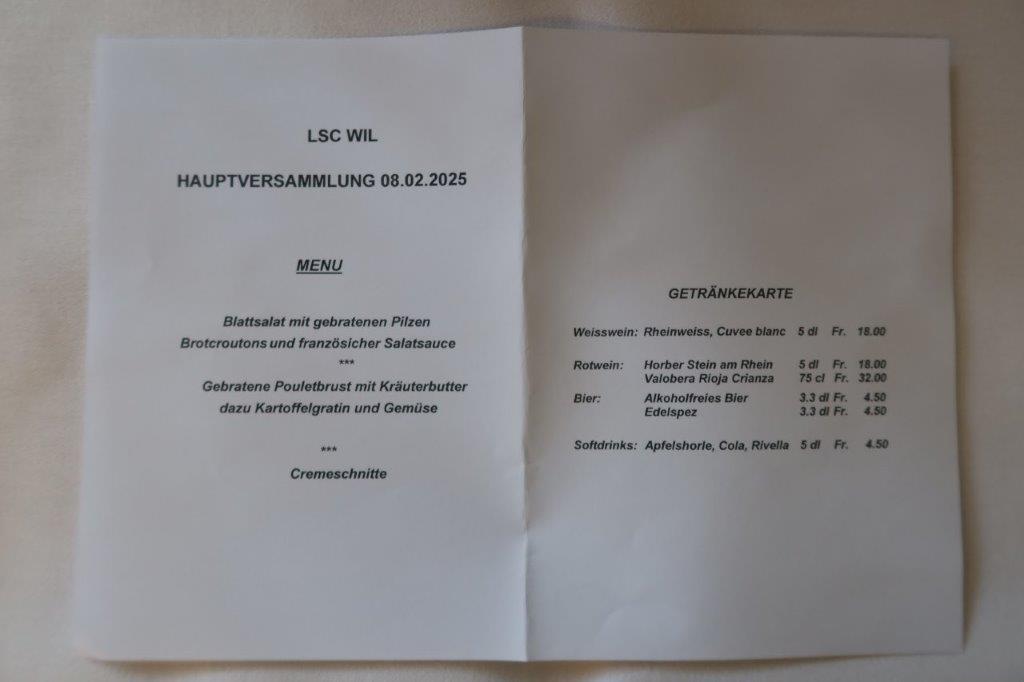 LSC WIL
HAUPTVERSAMMLUNG 08.02.2025
MENU
Blattsalat mit gebratenen Pilzen
Brotcroutons und französicher Salatsauce
***
Gebratene Pouletbrust mit Kräuterbutter
dazu Kartoffelgratin und Gemüse
***
Cremeschnitte
GETRÄNKEKARTE
Weisswein: Rheinweiss, Cuvee blanc 5 dl Fr. 18.00
Rotwein: Horber Stein am Rhein 5 dl Fr. 18.00
Valobera Rioja Crianza 75 cl Fr. 32.00
Bier: Alkoholfreies Bier 3.3 dl Fr. 4.50
Edelspez 3.3 dl Fr. 4.50
Softdrinks: Apfelshorle, Cola, Rivella 5 dl Fr. 4.50